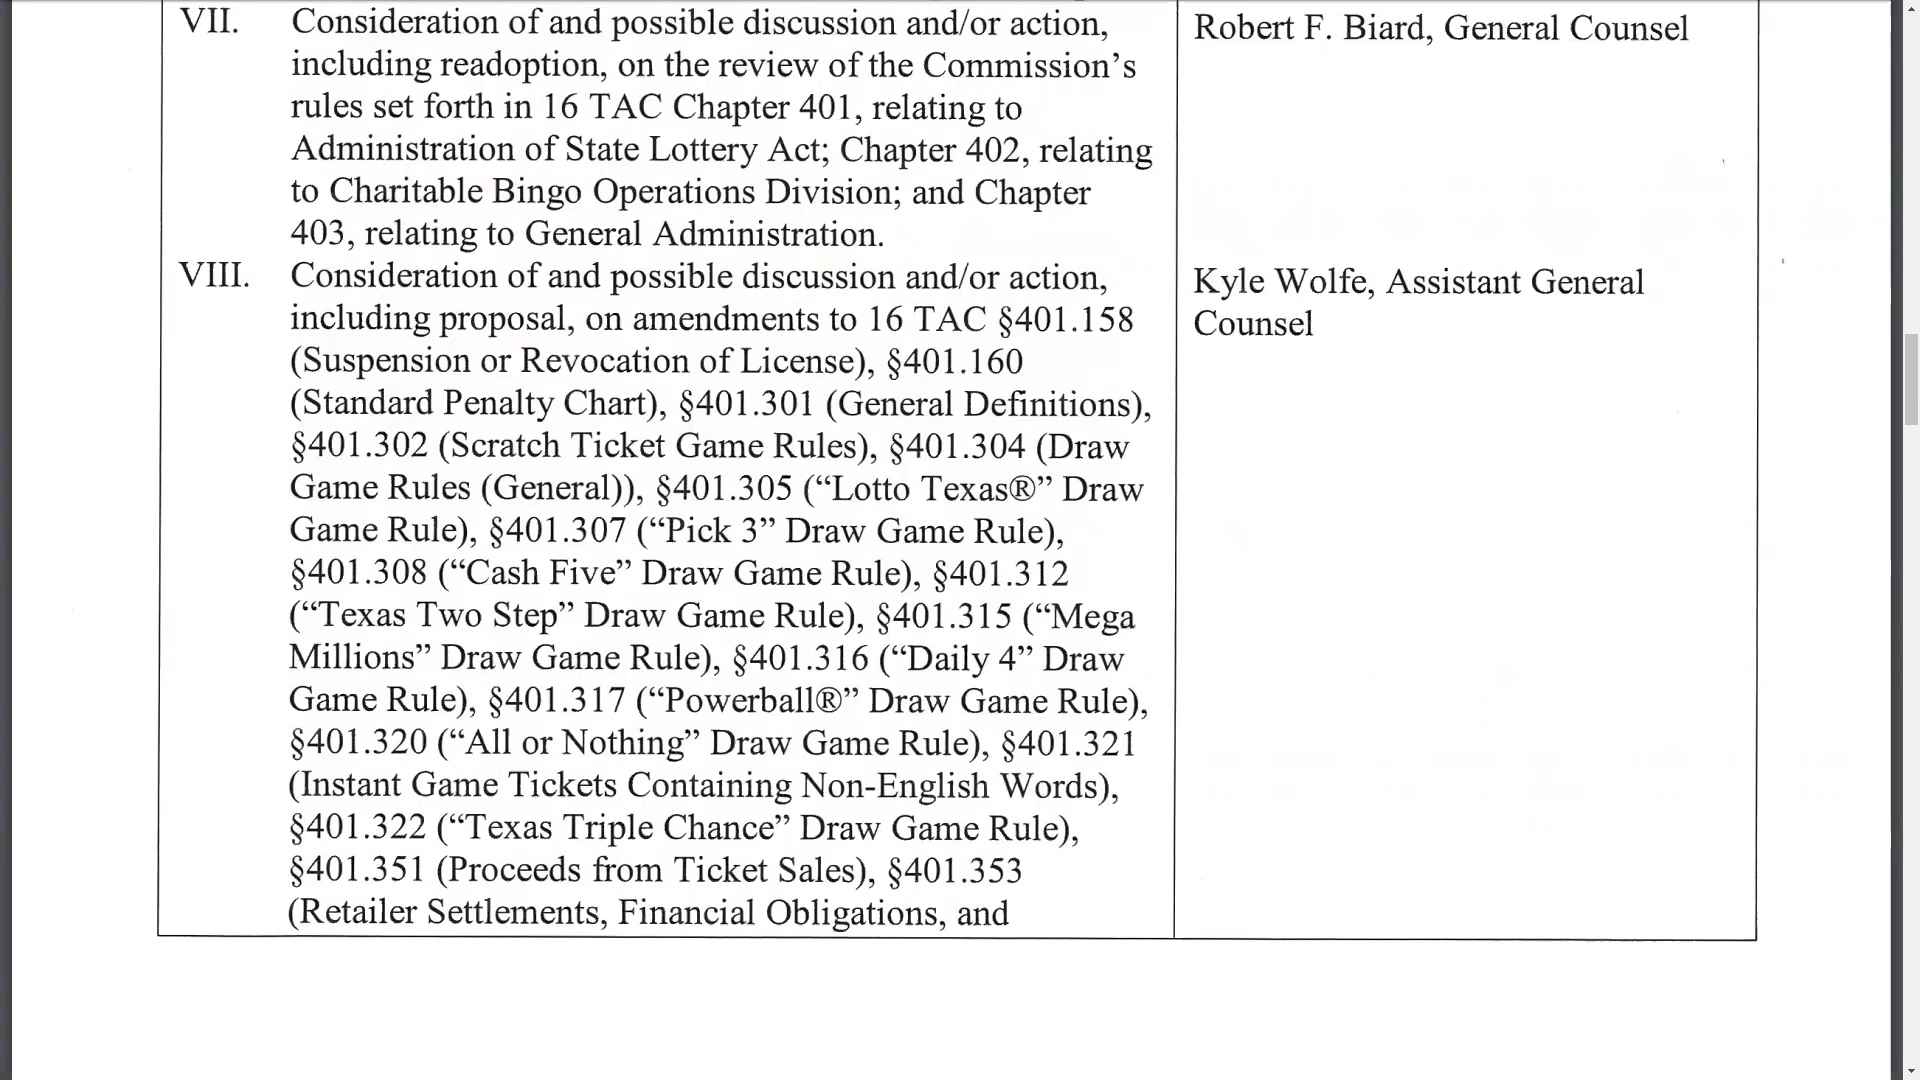 VII. Consideration of and possible discussion and/or action,
including readoption, on the review of the Commission’s
rules set forth in 16 TAC Chapter 401, relating to
Administration of State Lottery Act; Chapter 402, relating
to Charitable Bingo Operations Division; and Chapter
403, relating to General Administration.
Robert F. Biard, General Counsel
VIII. Consideration of and possible discussion and/or action,
including proposal, on amendments to 16 TAC §401.158
(Suspension or Revocation of License), §401.160
(Standard Penalty Chart), §401.301 (General Definitions),
§401.302 (Scratch Ticket Game Rules), §401.304 (Draw
Game Rules (General)), §401.305 (“Lotto Texas®” Draw
Game Rule), §401.307 (“Pick 3” Draw Game Rule),
§401.308 (“Cash Five” Draw Game Rule), §401.312
(“Texas Two Step” Draw Game Rule), §401.315 (“Mega
Millions” Draw Game Rule), §401.316 (“Daily 4” Draw
Game Rule), §401.317 (“Powerball®” Draw Game Rule),
§401.320 (“All or Nothing” Draw Game Rule), §401.321
(Instant Game Tickets Containing Non-English Words),
§401.322 (“Texas Triple Chance” Draw Game Rule),
§401.351 (Proceeds from Ticket Sales), §401.353
(Retailer Settlements, Financial Obligations, and
Kyle Wolfe, Assistant General
Counsel